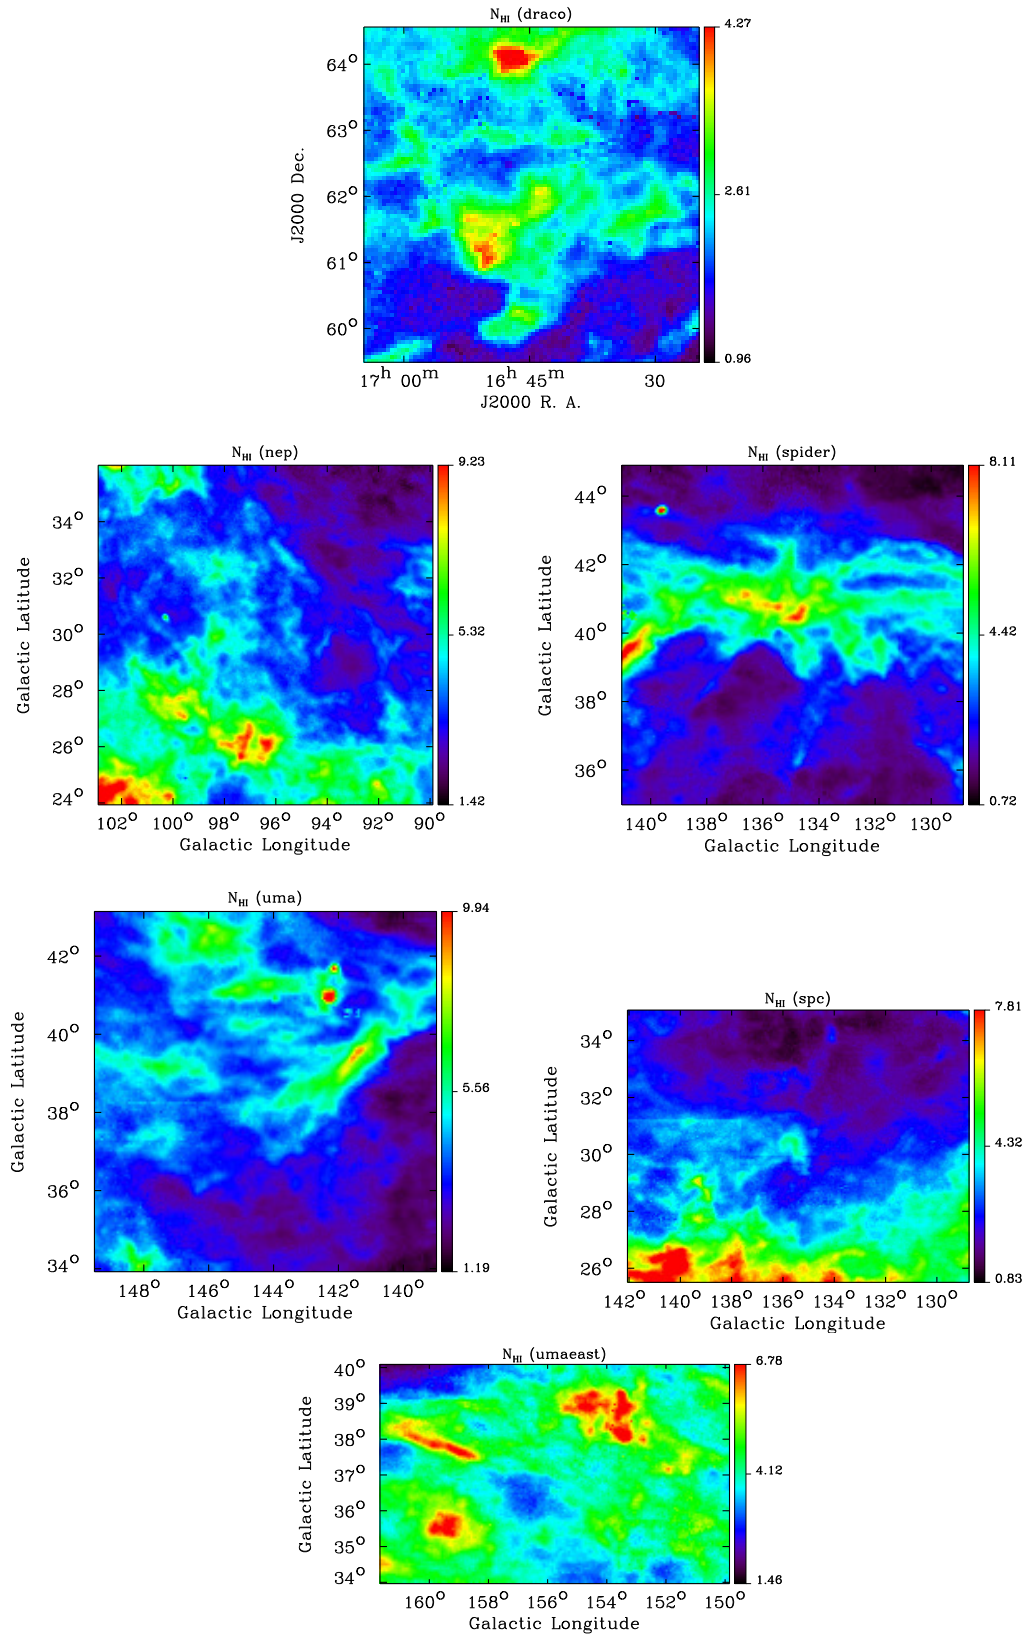 N_HI (draco)
4.27
64°
63°
62°
61°
60°
J2000 Dec.
2.61
0.96
17h 00m 16h 45m 30
J2000 R. A.
N_HI (nep)
9.23
34°
32°
30°
28°
26°
24°
Galactic Latitude
5.32
1.42
102° 100° 98° 96° 94° 92° 90°
Galactic Longitude
N_HI (spider)
8.11
44°
42°
40°
38°
36°
Galactic Latitude
4.42
0.72
140° 138° 136° 134° 132° 130°
Galactic Longitude
N_HI (uma)
9.94
42°
40°
38°
36°
34°
Galactic Latitude
5.56
1.19
148° 146° 144° 142° 140°
Galactic Longitude
N_HI (spc)
7.81
34°
32°
30°
28°
26°
Galactic Latitude
4.32
0.83
142° 140° 138° 136° 134° 132° 130°
Galactic Longitude
N_HI (umaeast)
6.78
40°
39°
38°
37°
36°
35°
34°
Galactic Latitude
4.12
1.46
160° 158° 156° 154° 152° 150°
Galactic Longitude